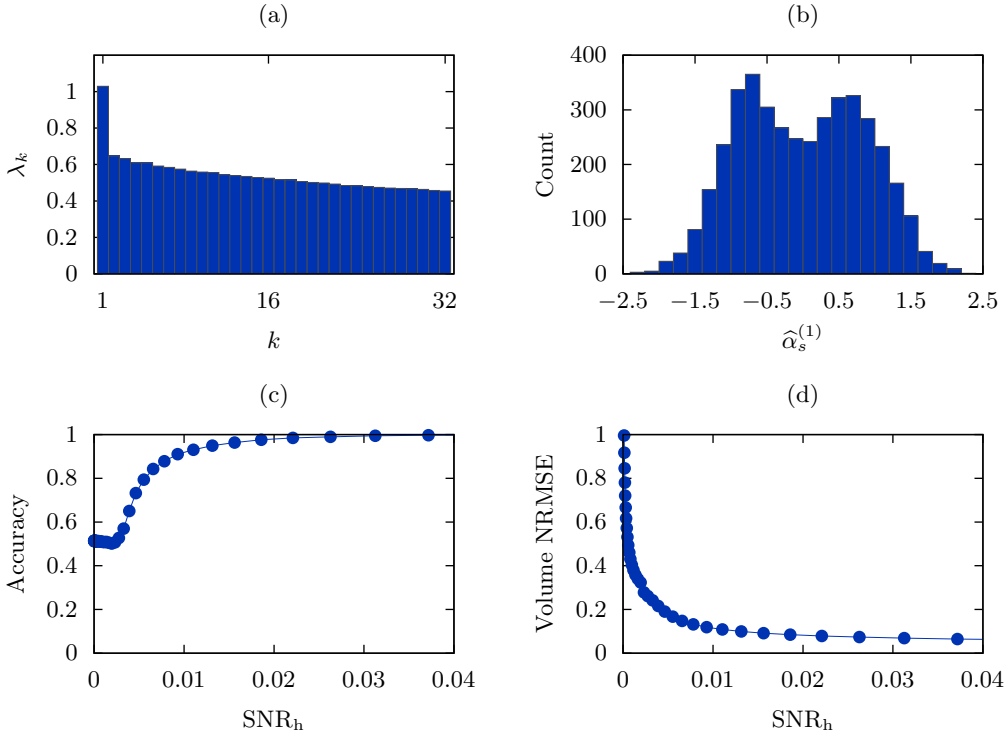 (a)
λ_k
1
0.8
0.6
0.4
0.2
0
1 16 32
k
(b)
Count
400
300
200
100
0
−2.5 −1.5 −0.5 0.5 1.5 2.5
α̂_s^(1)
(c)
Accuracy
1
0.8
0.6
0.4
0.2
0
0 0.01 0.02 0.03 0.04
SNR_h
(d)
Volume NRMSE
1
0.8
0.6
0.4
0.2
0
0 0.01 0.02 0.03 0.04
SNR_h